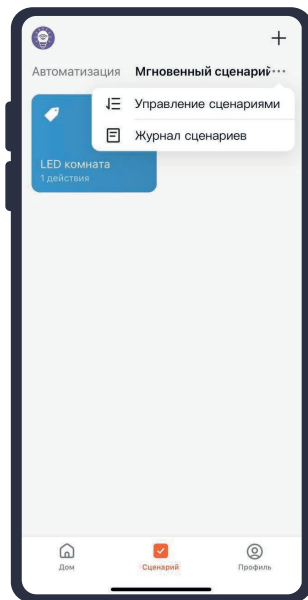 Автоматизация Мгновенный сценарий ...
Управление сценариями
Журнал сценариев
LED комната
1 действия
Дом Сценарий Профиль